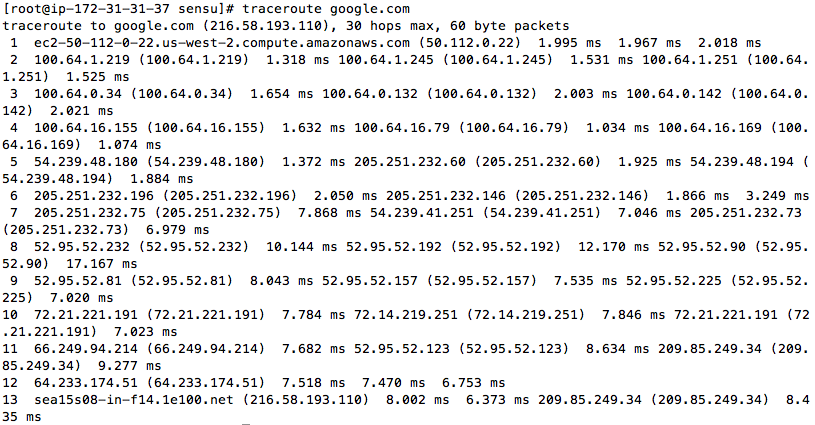 [root@ip-172-31-31-37 sensu]# traceroute google.com
traceroute to google.com (216.58.193.110), 30 hops max, 60 byte packets
 1  ec2-50-112-0-22.us-west-2.compute.amazonaws.com (50.112.0.22)  1.995 ms  1.967 ms  2.018 ms
 2  100.64.1.219 (100.64.1.219)  1.318 ms 100.64.1.245 (100.64.1.245)  1.531 ms 100.64.1.251 (100.64.
1.251)  1.525 ms
 3  100.64.0.34 (100.64.0.34)  1.654 ms 100.64.0.132 (100.64.0.132)  2.003 ms 100.64.0.142 (100.64.0.
142)  2.021 ms
 4  100.64.16.155 (100.64.16.155)  1.632 ms 100.64.16.79 (100.64.16.79)  1.034 ms 100.64.16.169 (100.
64.16.169)  1.074 ms
 5  54.239.48.180 (54.239.48.180)  1.372 ms 205.251.232.60 (205.251.232.60)  1.925 ms 54.239.48.194 (
54.239.48.194)  1.884 ms
 6  205.251.232.196 (205.251.232.196)  2.050 ms 205.251.232.146 (205.251.232.146)  1.866 ms  3.249 ms
 7  205.251.232.75 (205.251.232.75)  7.868 ms 54.239.41.251 (54.239.41.251)  7.046 ms 205.251.232.73
(205.251.232.73)  6.979 ms
 8  52.95.52.232 (52.95.52.232)  10.144 ms 52.95.52.192 (52.95.52.192)  12.170 ms 52.95.52.90 (52.95.
52.90)  17.167 ms
 9  52.95.52.81 (52.95.52.81)  8.043 ms 52.95.52.157 (52.95.52.157)  7.535 ms 52.95.52.225 (52.95.52.
225)  7.020 ms
10  72.21.221.191 (72.21.221.191)  7.784 ms 72.14.219.251 (72.14.219.251)  7.846 ms 72.21.221.191 (72
.21.221.191)  7.023 ms
11  66.249.94.214 (66.249.94.214)  7.682 ms 52.95.52.123 (52.95.52.123)  8.634 ms 209.85.249.34 (209.
85.249.34)  9.277 ms
12  64.233.174.51 (64.233.174.51)  7.518 ms  7.470 ms  6.753 ms
13  sea15s08-in-f14.1e100.net (216.58.193.110)  8.002 ms  6.373 ms 209.85.249.34 (209.85.249.34)  8.4
35 ms